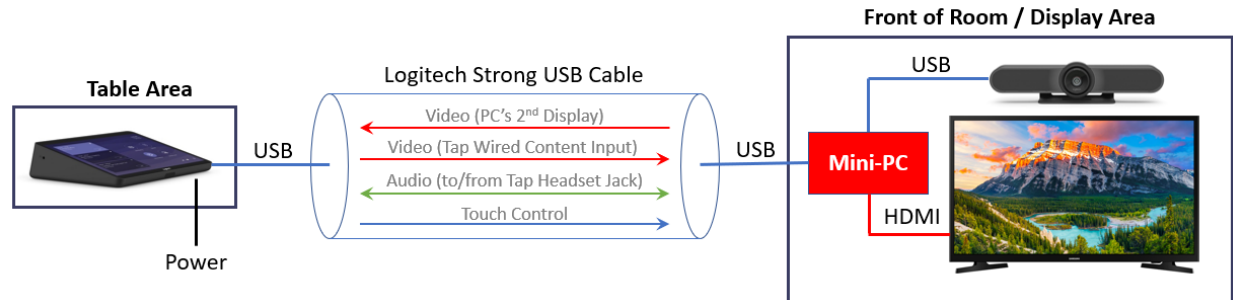 Front of Room / Display Area
Logitech Strong USB Cable
USB
Table Area
Video (PC's 2nd Display)
USB
Video (Tap Wired Content Input)
USB
Mini-PC
Audio (to/from Tap Headset Jack)
Touch Control
HDMI
Power